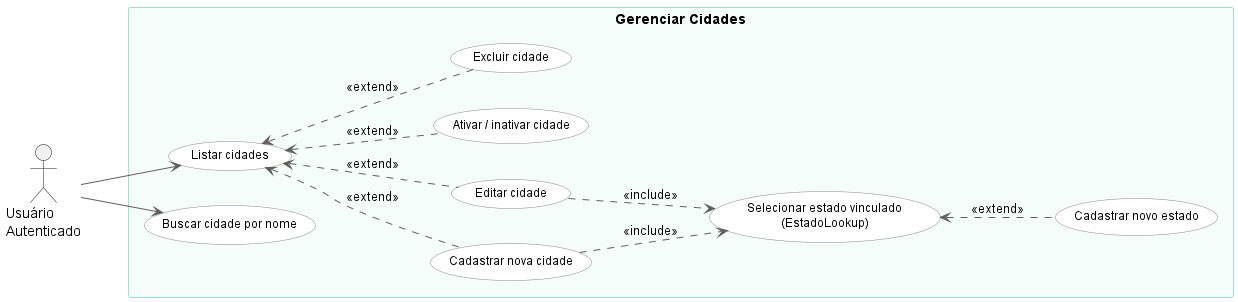 Gerenciar Cidades
Excluir cidade
«extend»
Ativar / inativar cidade
«extend»
Listar cidades
«extend»
Editar cidade
«include»
«extend»
Usuário
Autenticado
Buscar cidade por nome
Selecionar estado vinculado
(EstadoLookup)
«extend»
Cadastrar novo estado
«include»
Cadastrar nova cidade